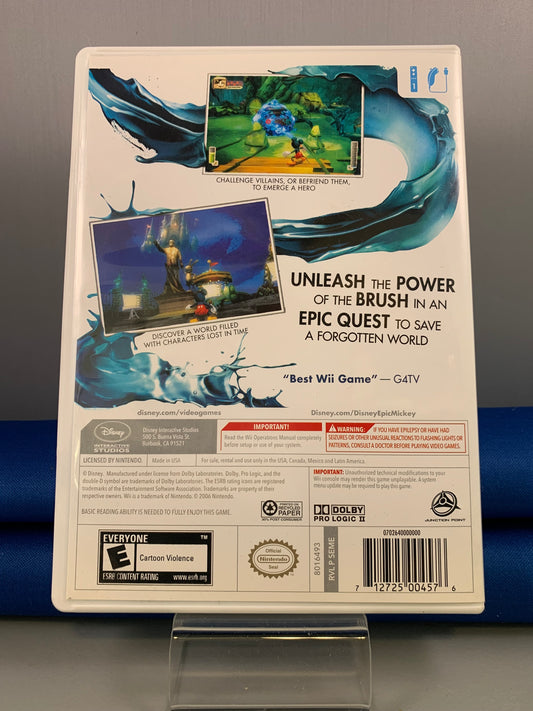 1
CHALLENGE VILLAINS, OR BEFRIEND THEM,
TO EMERGE A HERO
DISCOVER A WORLD FILLED
WITH CHARACTERS LOST IN TIME
UNLEASH THE POWER
OF THE BRUSH IN AN
EPIC QUEST TO SAVE
A FORGOTTEN WORLD
"Best Wii Game" — G4TV
disney.com/videogames
Disney.com/DisneyEpicMickey
Disney
INTERACTIVE
STUDIOS
Disney Interactive Studios
500 S. Buena Vista St.
Burbank, CA 91521
IMPORTANT!
Read the Wii Operations Manual completely
before setup or use of your system.
WARNING: IF YOU HAVE EPILEPSY OR HAVE HAD
SEIZURES OR OTHER UNUSUAL REACTIONS TO FLASHING LIGHTS OR
PATTERNS, CONSULT A DOCTOR BEFORE PLAYING VIDEO GAMES.
LICENSED BY NINTENDO.
MADE IN USA
For sale, rental and use only in the USA, Canada, Mexico and Latin America.
© Disney. Manufactured under license from Dolby Laboratories. Dolby, Pro Logic, and the
double-D symbol are trademarks of Dolby Laboratories. The ESRB rating icons are registered
trademarks of the Entertainment Software Association. Trademarks are property of their
respective owners. Wii is a trademark of Nintendo. © 2006 Nintendo.
IMPORTANT: Unauthorized technical modifications to your
Wii console may render this game unplayable. A system menu
update may be required to play this game.
BASIC READING ABILITY IS NEEDED TO FULLY ENJOY THIS GAME.
PRINTED ON
RECYCLED
PAPER
30% POST CONSUMER
DOLBY
PRO LOGIC II
JUNCTION POINT
EVERYONE
E
Cartoon Violence
ESRB CONTENT RATING
www.esrb.org
Official
Nintendo
Seal
8016493
RVL P SEME
0702640000000
7 12725 00457 6